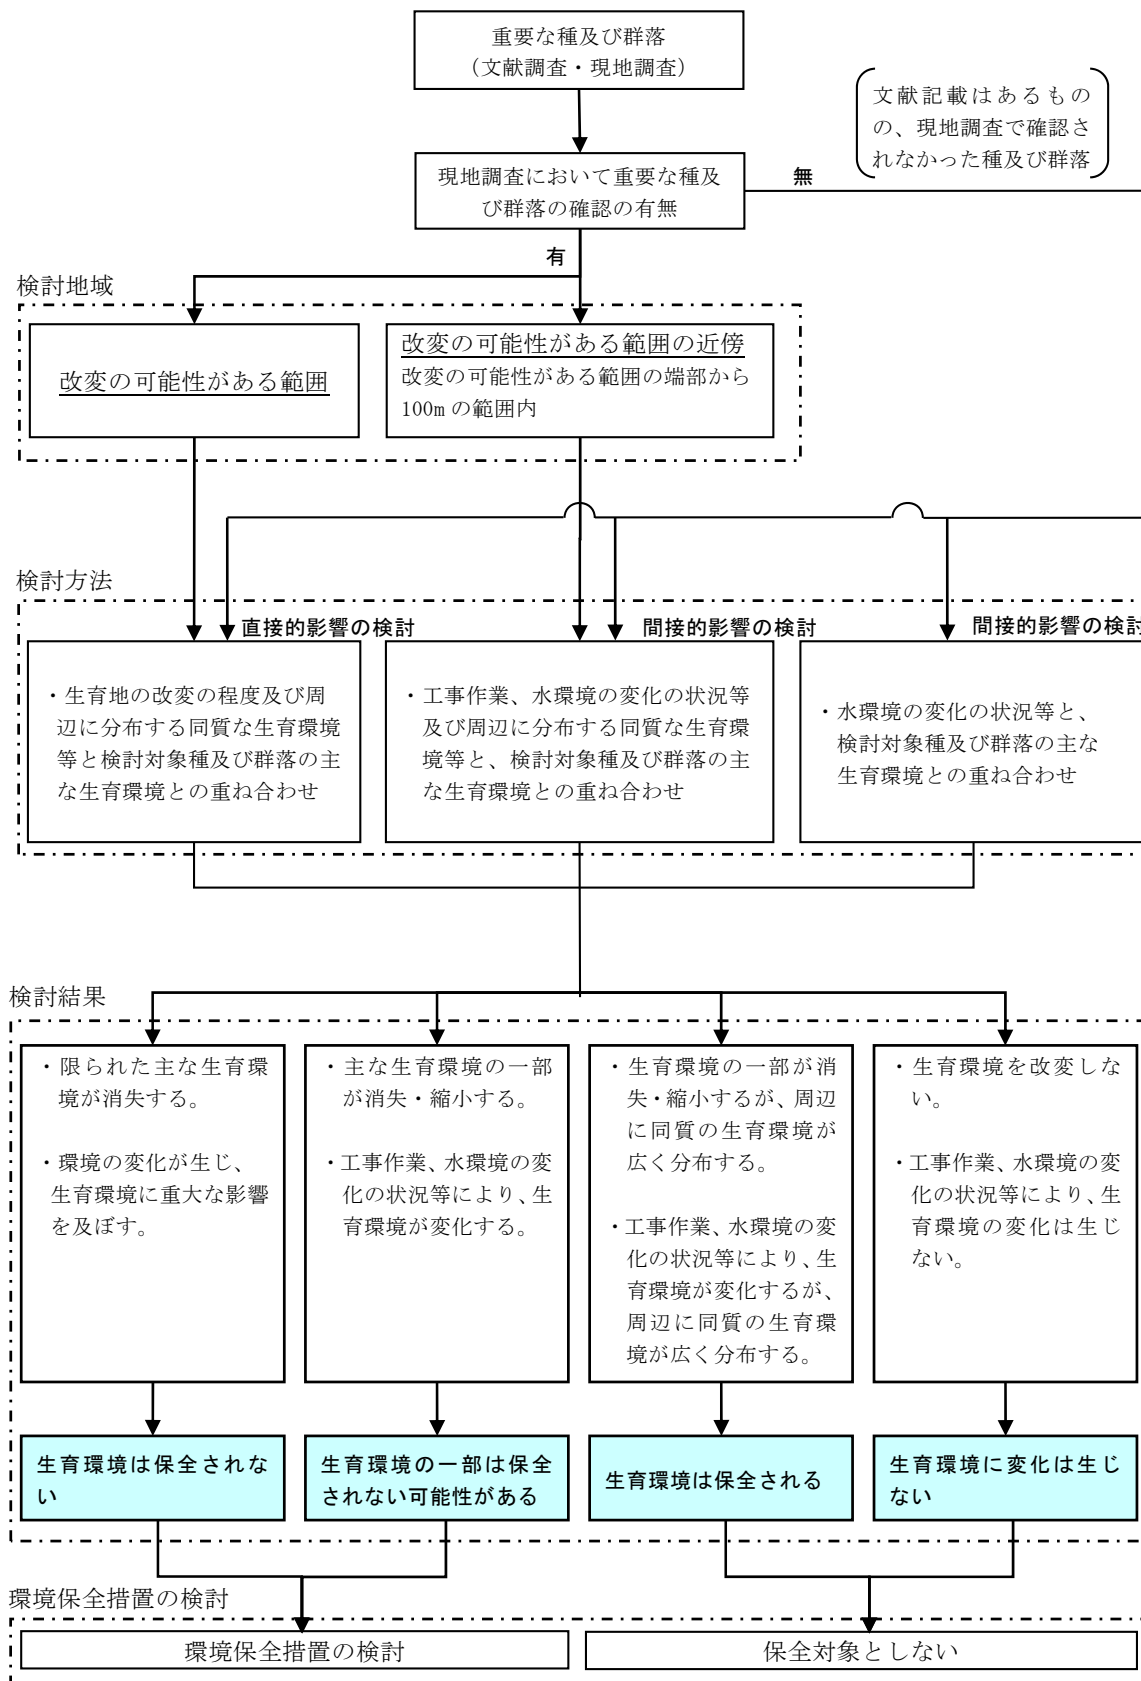 重要な種及び群落
（文献調査・現地調査）
文献記載はあるもの
の、現地調査で確認さ
れなかった種及び群落
現地調査において重要な種及
び群落の確認の有無
無
有
検討地域
改変の可能性がある範囲
改変の可能性がある範囲の近傍
改変の可能性がある範囲の端部から
100m の範囲内
検討方法
直接的影響の検討
間接的影響の検討
間接的影響の検討
・生育地の改変の程度及び周
辺に分布する同質な生育環境
等と検討対象種及び群落の主
な生育環境との重ね合わせ
・工事作業、水環境の変化の状況等
及び周辺に分布する同質な生育環
境等と、検討対象種及び群落の主
な生育環境との重ね合わせ
・水環境の変化の状況等と、
検討対象種及び群落の主な
生育環境との重ね合わせ
検討結果
・限られた主な生育環
境が消失する。
・環境の変化が生じ、
生育環境に重大な影響
を及ぼす。
・主な生育環境の一部
が消失・縮小する。
・工事作業、水環境の変
化の状況等により、生
育環境が変化する。
・生育環境の一部が消
失・縮小するが、周辺
に同質の生育環境が
広く分布する。
・工事作業、水環境の変
化の状況等により、生
育環境が変化するが、
周辺に同質の生育環
境が広く分布する。
・生育環境を改変しな
い。
・工事作業、水環境の変
化の状況等により、生
育環境の変化は生じ
ない。
生育環境は保全されな
い
生育環境の一部は保全
されない可能性がある
生育環境は保全される
生育環境に変化は生じ
ない
環境保全措置の検討
環境保全措置の検討
保全対象としない